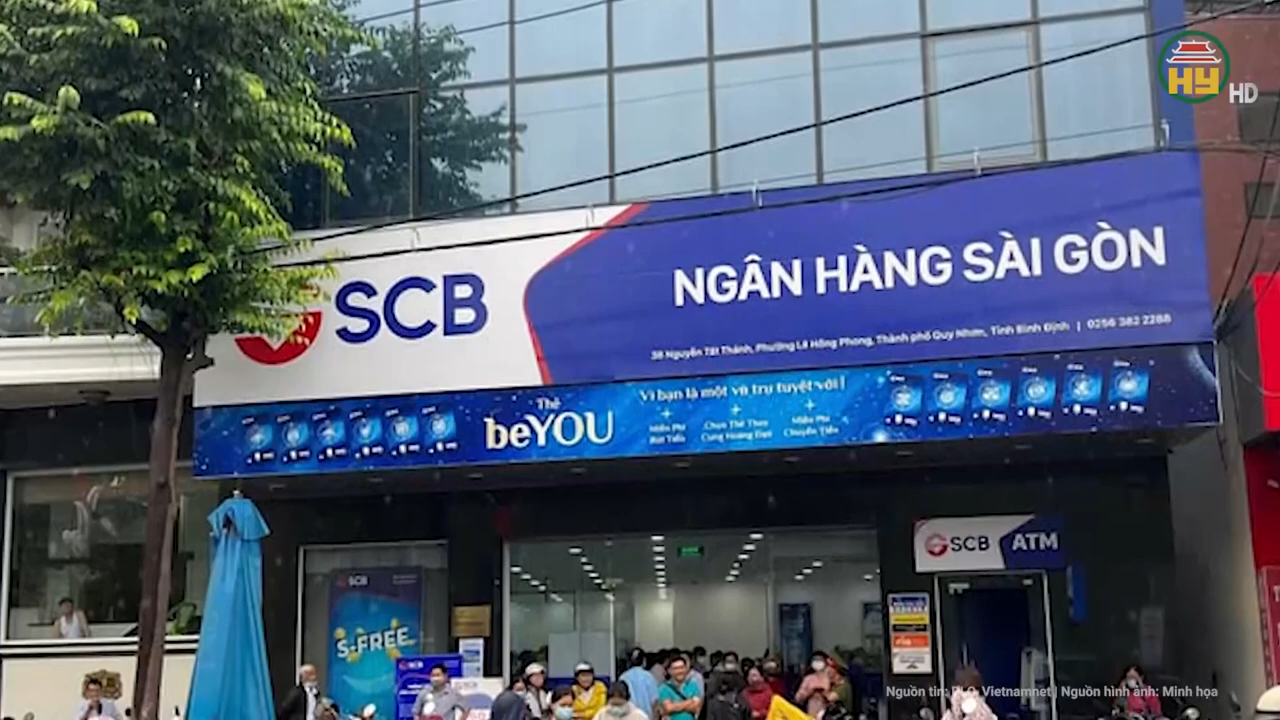 HY HD
SCB
NGÂN HÀNG SÀI GÒN
38 Nguyễn Tất Thành, Phường Lê Hồng Phong, Thành phố Quy Nhơn, Tỉnh Bình Định | 0256 382 2288
Vì bạn là một vũ trụ tuyệt vời!
Thẻ
beYOU
+ + +
Miễn Phí Chọn Thẻ Theo Miễn Phí
Rút Tiền Cung Hoàng Đạo Chuyển Tiền
SCB ATM
SCB
S-FREE
SCB
Nguồn tin: PLO, Vietnamnet | Nguồn hình ảnh: Minh họa